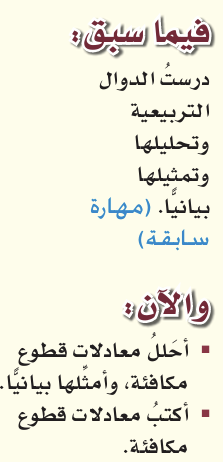 فيما سبق:
درستُ الدوال
التربيعية
وتحليلها
وتمثيلها
بيانيًّا. (مهارة
سابقة)
والآن:
▪ أحَللُ معادلات قطوع
مكافئة، وأمثِّلها بيانيًّا.
▪ أكتبُ معادلات قطوع
مكافئة.